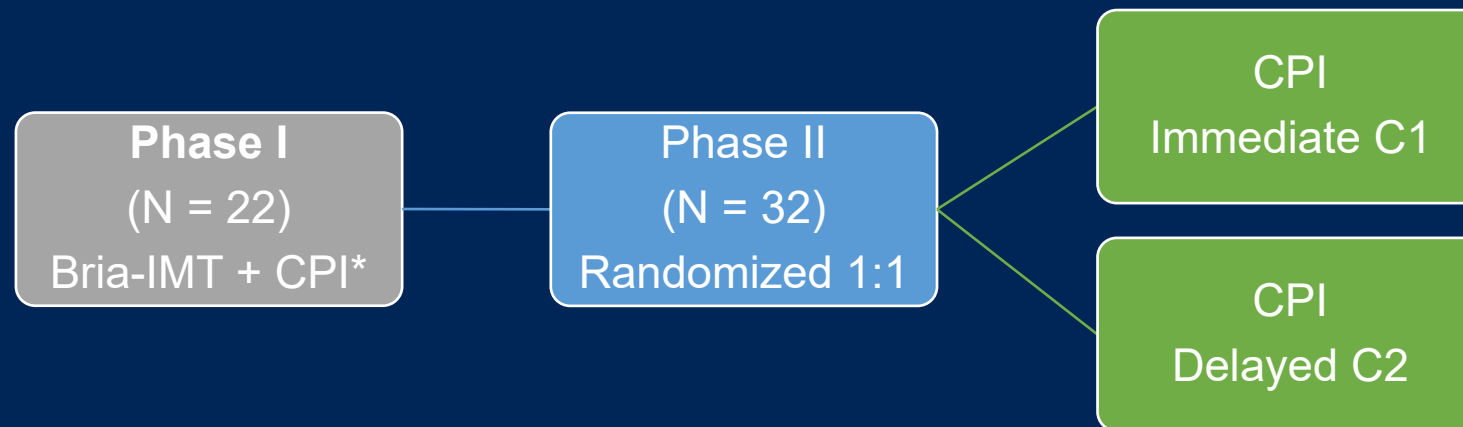 Phase I
(N = 22)
Bria-IMT + CPI*
Phase II
(N = 32)
Randomized 1:1
CPI
Immediate C1
CPI
Delayed C2